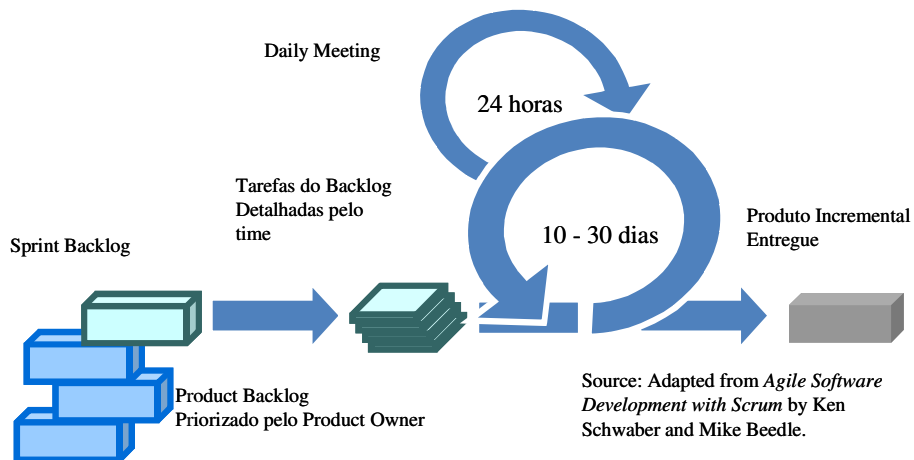 Daily Meeting
24 horas
Tarefas do Backlog
Detalhadas pelo
time
Sprint Backlog
10 - 30 dias
Produto Incremental
Entregue
Product Backlog
Priorizado pelo Product Owner
Source: Adapted from Agile Software
Development with Scrum by Ken
Schwaber and Mike Beedle.